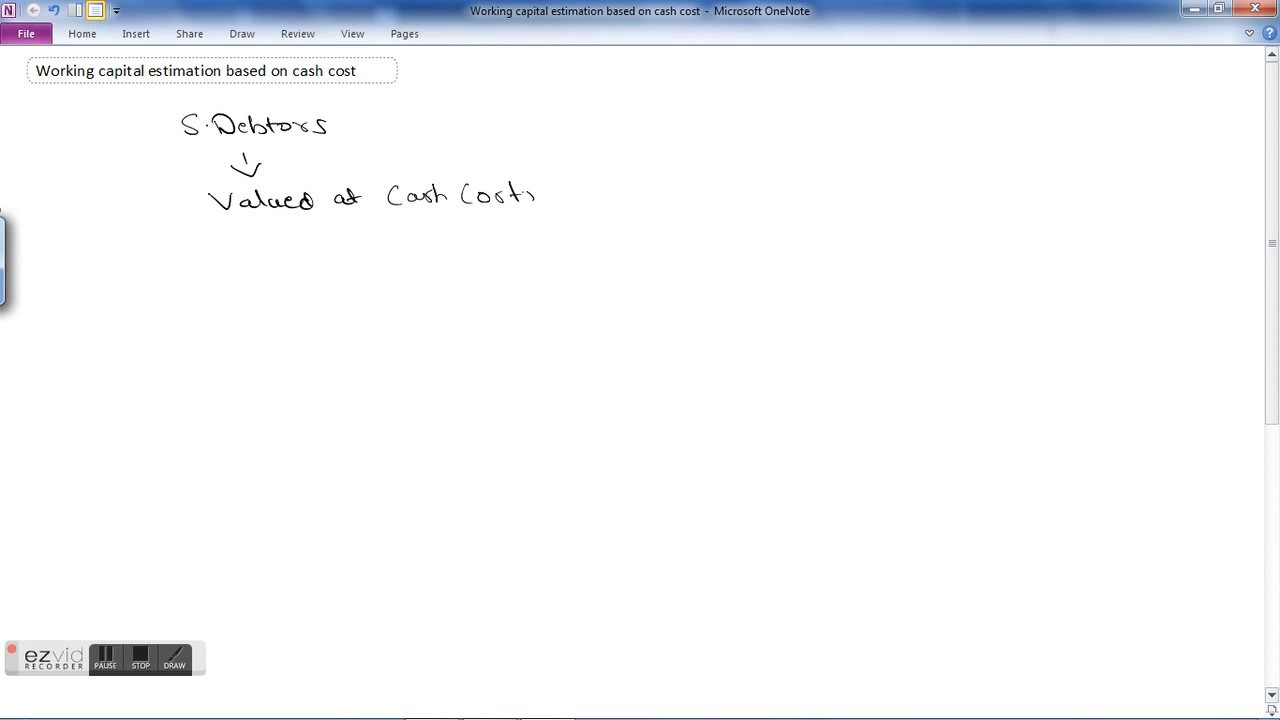 Working capital estimation based on cash cost - Microsoft OneNote
File Home Insert Share Draw Review View Pages
Working capital estimation based on cash cost
S. Debtors
Valued at Cash Cost,
ezvid
RECORDER
PAUSE STOP DRAW